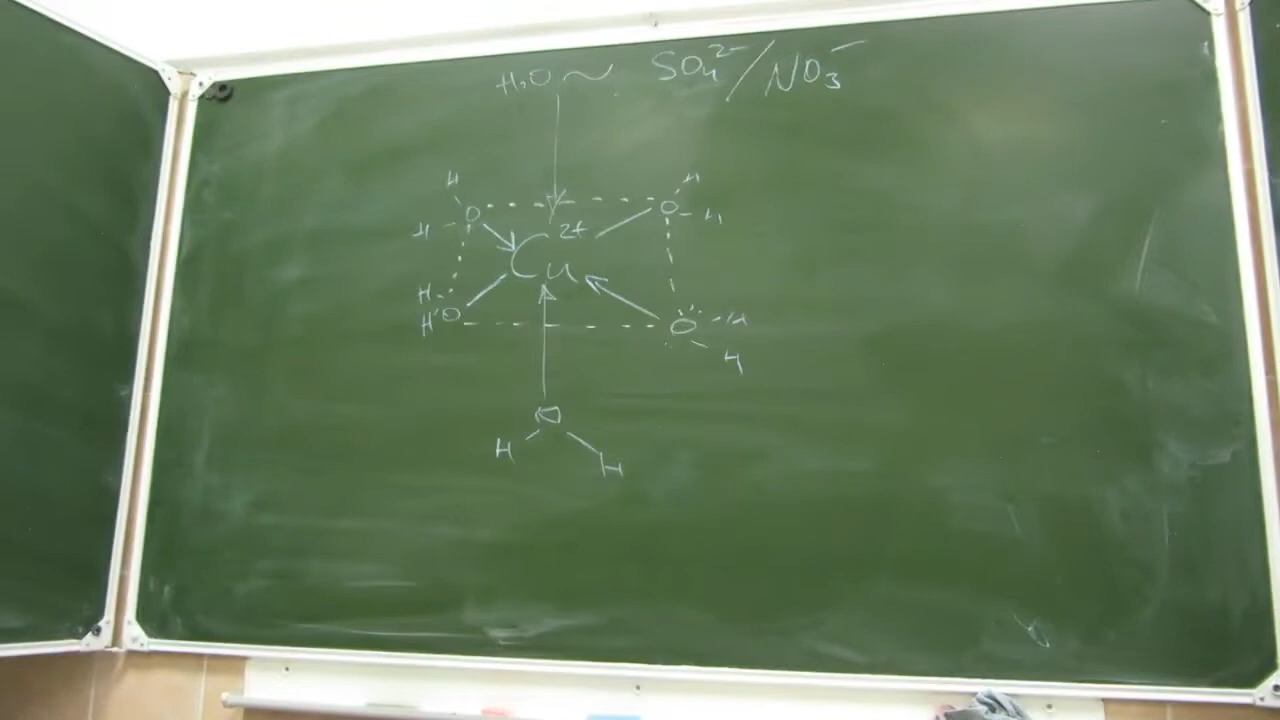 H₂O ~ SO₄²⁻/NO₃⁻
H H
H O O H
2+
Cu
H
H O O H
H
O
H H